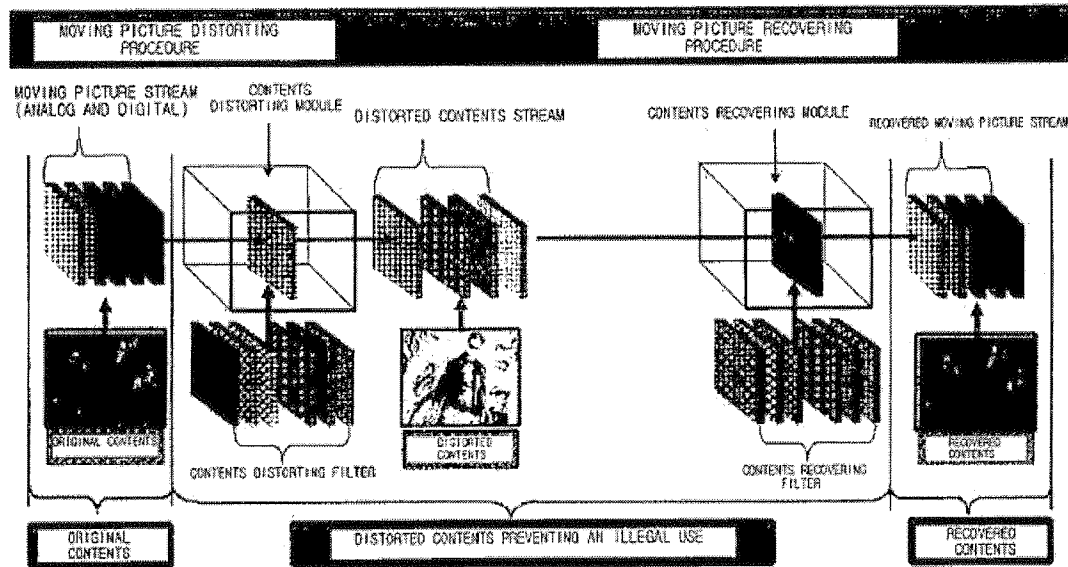 MOVING PICTURE DISTORTING
PROCEDURE
MOVING PICTURE RECOVERING
PROCEDURE
MOVING PICTURE STREAM
(ANALOG AND DIGITAL)
CONTENTS
DISTORTING MODULE
DISTORTED CONTENTS STREAM
CONTENTS RECOVERING MODULE
RECOVERED MOVING PICTURE STREAM
ORIGINAL CONTENTS
CONTENTS DISTORTING FILTER
DISTORTED
CONTENTS
CONTENTS RECOVERING
FILTER
RECOVERED
CONTENTS
ORIGINAL
CONTENTS
DISTORTED CONTENTS PREVENTING AN ILLEGAL USE
RECOVERED
CONTENTS